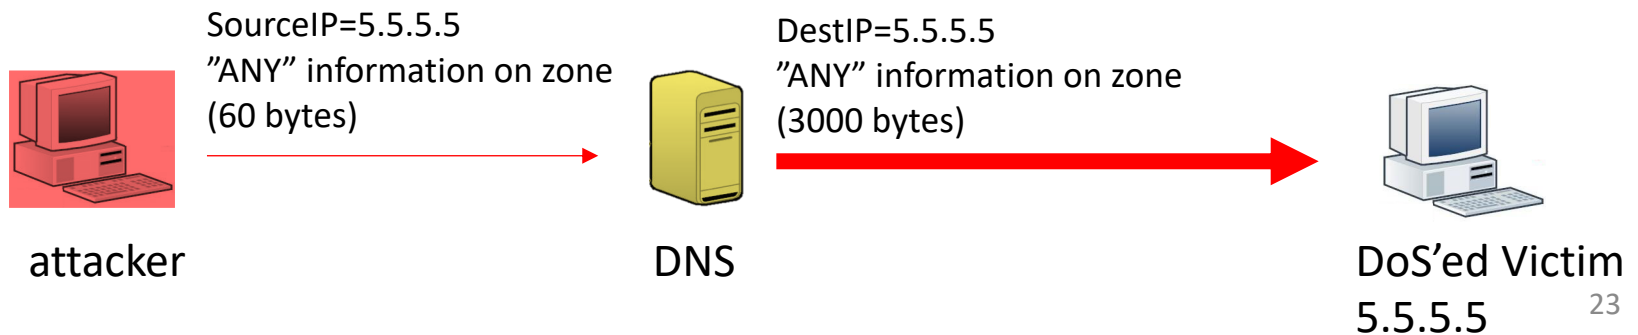 SourceIP=5.5.5.5
”ANY” information on zone
(60 bytes)
DestIP=5.5.5.5
”ANY” information on zone
(3000 bytes)
attacker
DNS
DoS’ed Victim
5.5.5.5
23